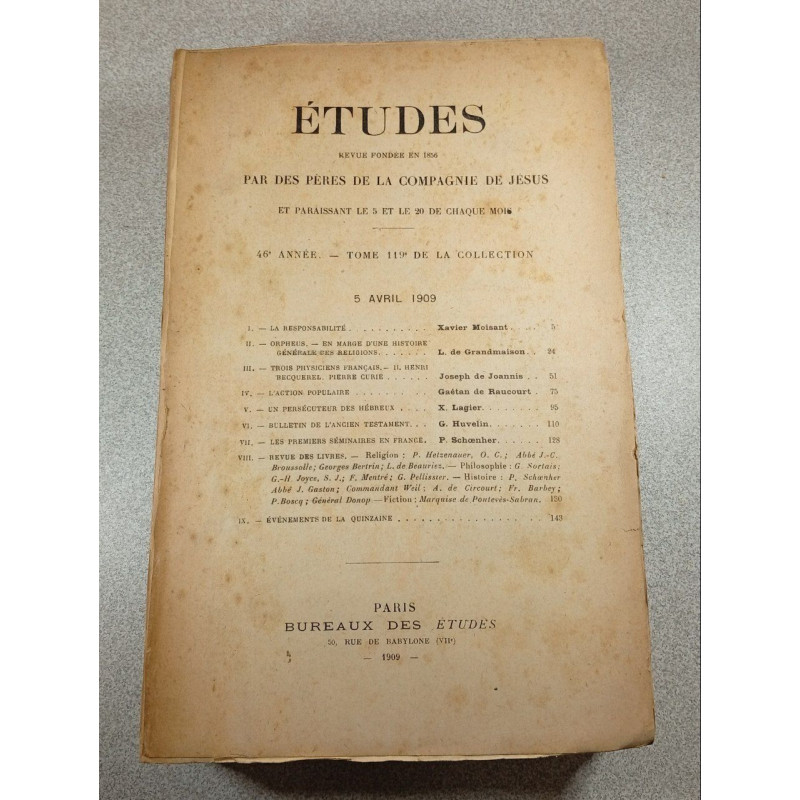 ÉTUDES
REVUE FONDÉE EN 1856
PAR DES PÈRES DE LA COMPAGNIE DE JÉSUS
ET PARAISSANT LE 5 ET LE 20 DE CHAQUE MOIS
46e ANNÉE. — TOME 119e DE LA COLLECTION
5 AVRIL 1909
I. — LA RESPONSABILITÉ . . . . . . . . . . . Xavier Moisant . . . . 5
II. — ORPHEUS. — EN MARGE D'UNE HISTOIRE
GÉNÉRALE DES RELIGIONS. . . . . . . L. de Grandmaison . . 24
III. — TROIS PHYSICIENS FRANÇAIS. — II. HENRI
BECQUEREL, PIERRE CURIE . . . . . . Joseph de Joannis . . 51
IV. — L'ACTION POPULAIRE . . . . . . . . . . Gaëtan de Raucourt . 75
V. — UN PERSÉCUTEUR DES HÉBREUX . . . . X. Lagier. . . . . . . . 95
VI. — BULLETIN DE L'ANCIEN TESTAMENT. . . G. Huvelin. . . . . . . 110
VII. — LES PREMIERS SÉMINAIRES EN FRANCE. P. Schœnher. . . . . . 128
VIII. — REVUE DES LIVRES. — Religion : P. Hetzenauer, O. C.; Abbé J.-C.
Broussolle; Georges Bertrin; L. de Beauriez. — Philosophie : G. Sortais;
G.-H. Joyce, S. J.; F. Mentré; G. Pellissier. — Histoire : P. Schœnher
Abbé J. Gaston; Commandant Weil; A. de Circourt; Fr. Barbey;
P. Boscq; Général Donop — Viction : Marquise de Pontevès-Sabran. 130
IX. — ÉVÉNEMENTS DE LA QUINZAINE . . . . . . . . . . . . . . . . 143
PARIS
BUREAUX DES ÉTUDES
50, RUE DE BABYLONE (VIIe)
— 1909 —